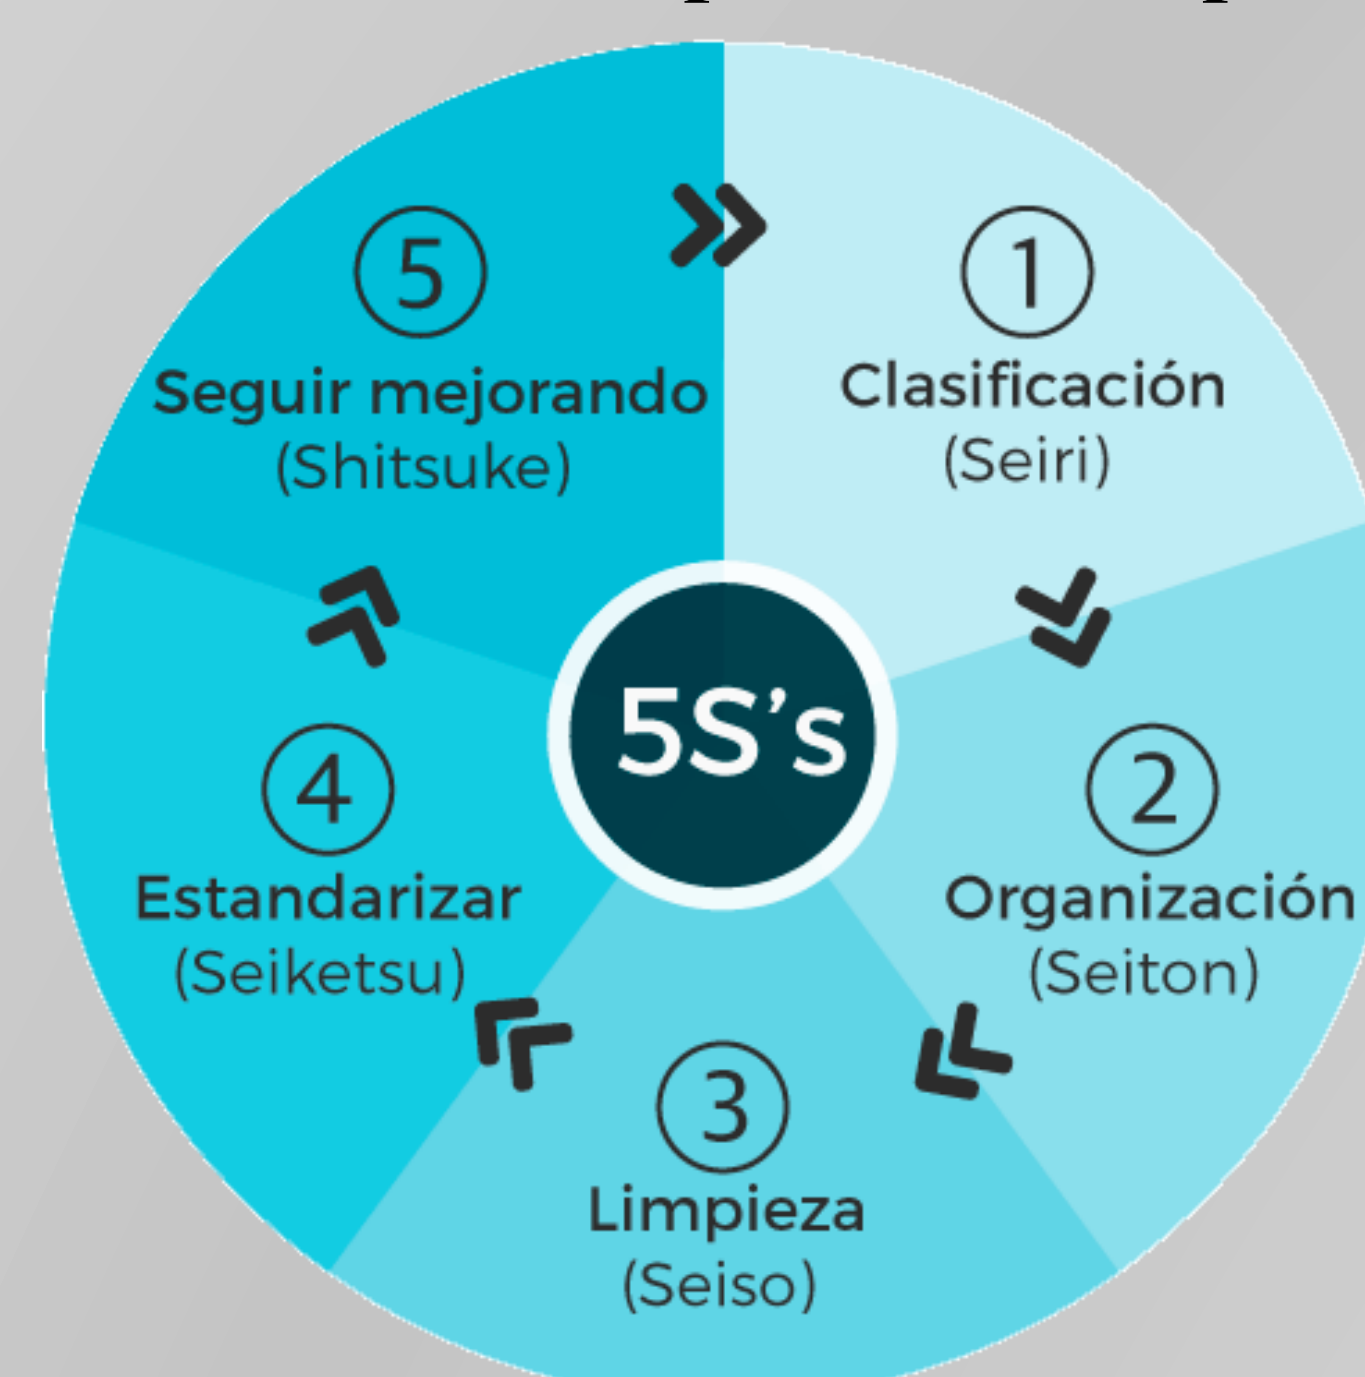 5
Seguir mejorando
(Shitsuke)
1
Clasificación
(Seiri)
5S’s
4
Estandarizar
(Seiketsu)
2
Organización
(Seiton)
3
Limpieza
(Seiso)